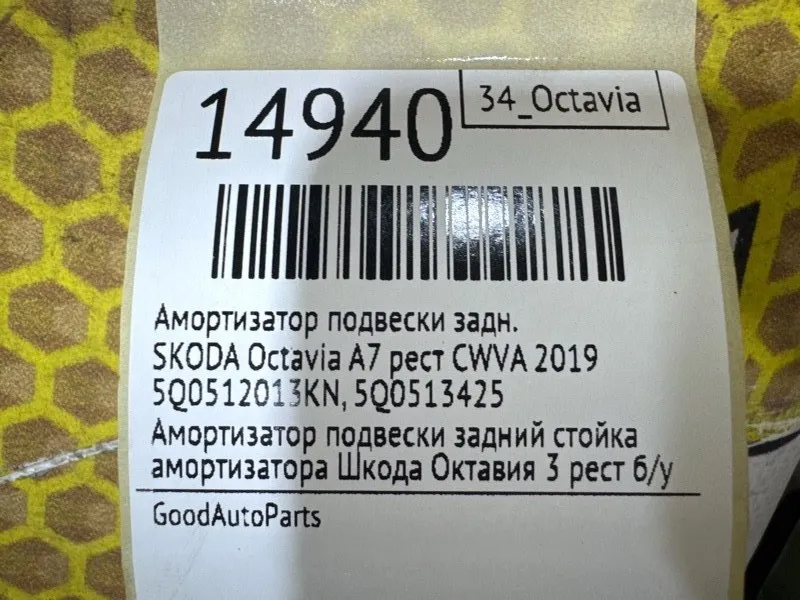 14940
34_Octavia
Амортизатор подвески задн.
SKODA Octavia A7 рест CWVA 2019
5Q0512013KN, 5Q0513425
Амортизатор подвески задний стойка
амортизатора Шкода Октавия 3 рест б/у
GoodAutoParts